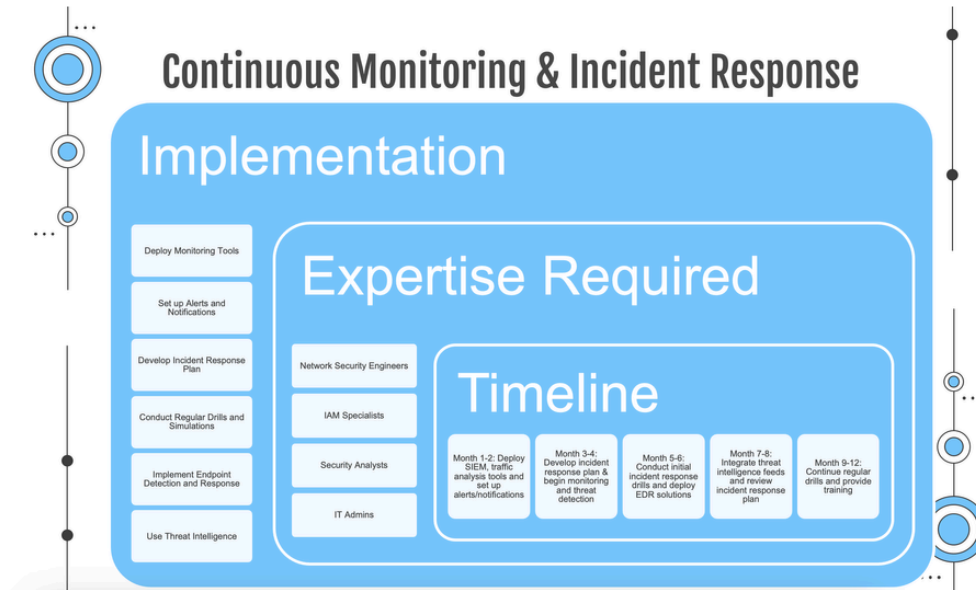 Continuous Monitoring & Incident Response
Implementation
Deploy Monitoring Tools
Set up Alerts and
Notifications
Develop Incident Response
Plan
Conduct Regular Drills and
Simulations
Implement Endpoint
Detection and Response
Use Threat Intelligence
Expertise Required
Network Security Engineers
IAM Specialists
Security Analysts
IT Admins
Timeline
Month 1-2: Deploy
SIEM, traffic
analysis tools and
set up
alerts/notifications
Month 3-4:
Develop incident
response plan &
begin monitoring
and threat
detection
Month 5-6:
Conduct initial
incident response
drills and deploy
EDR solutions
Month 7-8:
Integrate threat
intelligence feeds
and review
incident response
plan
Month 9-12:
Continue regular
drills and provide
training